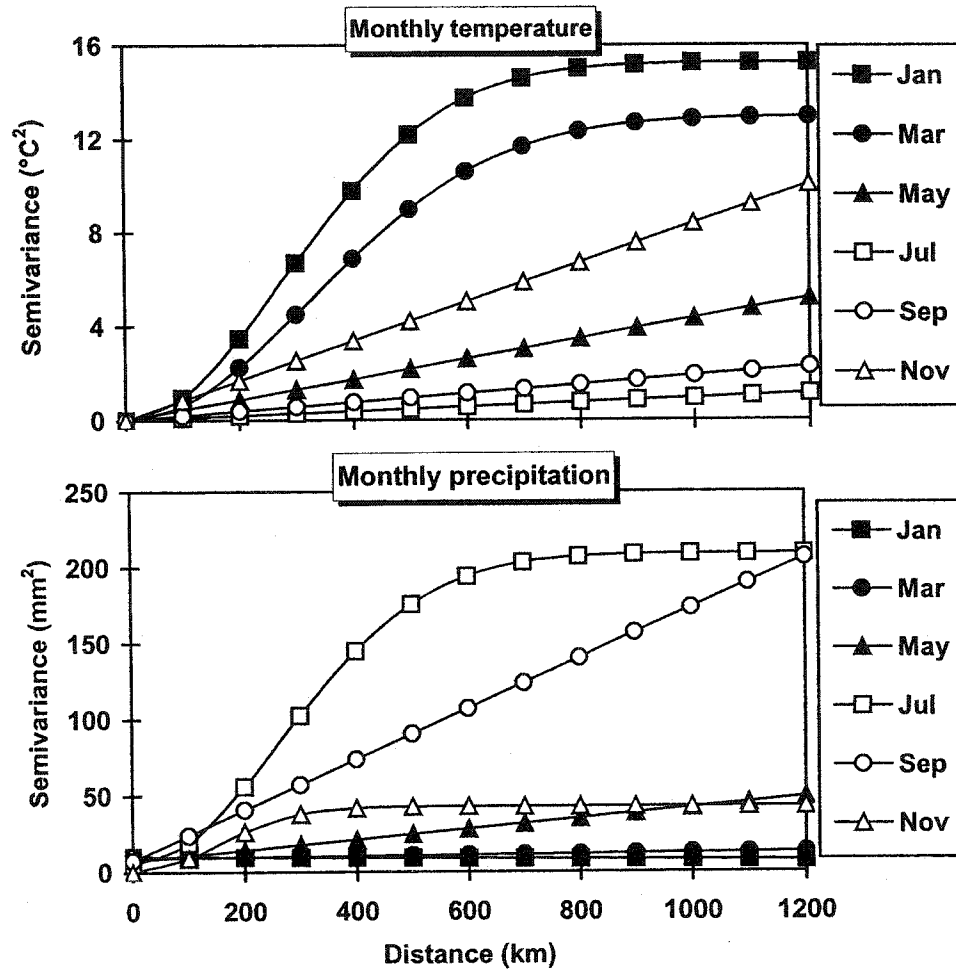 Monthly temperature
Semivariance (°C²)
16
12
8
4
0
Jan
Mar
May
Jul
Sep
Nov
Monthly precipitation
Semivariance (mm²)
250
200
150
100
50
0
0 200 400 600 800 1000 1200
Distance (km)
Jan
Mar
May
Jul
Sep
Nov